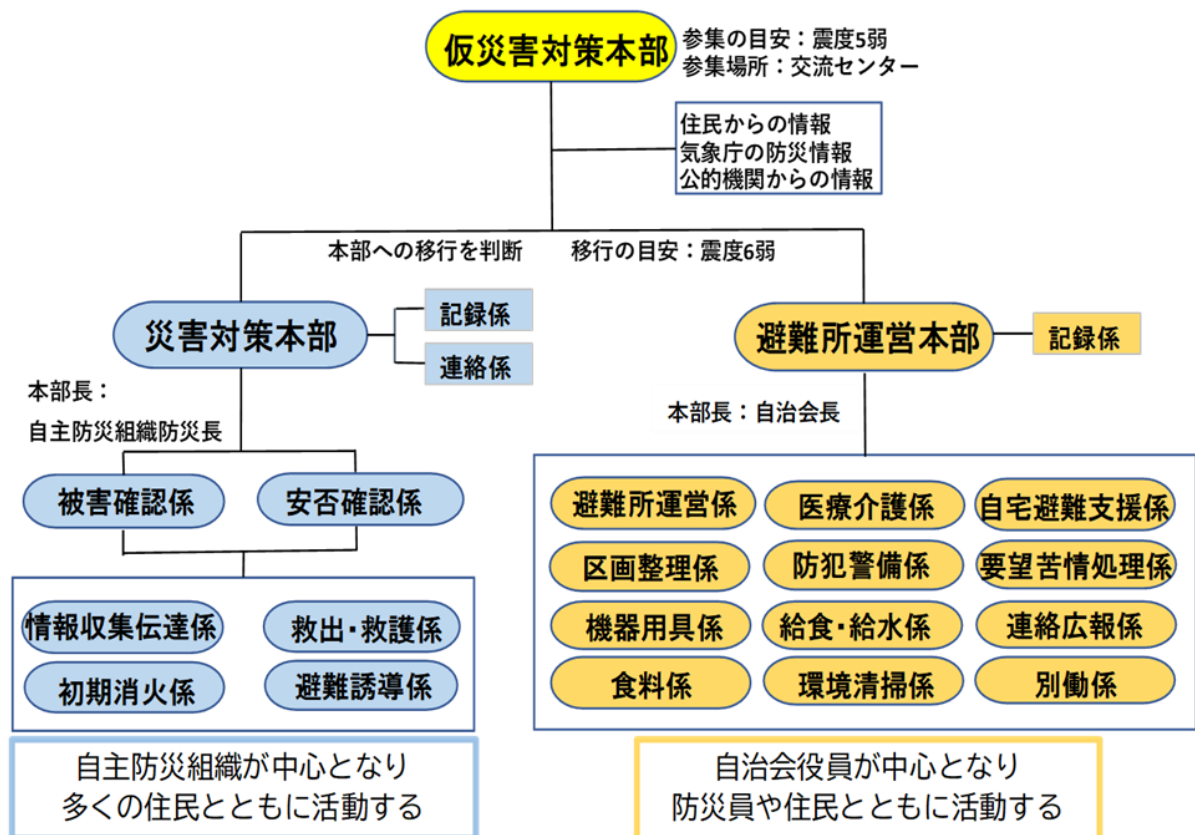 仮災害対策本部
参集の目安：震度5弱
参集場所：交流センター
住民からの情報
気象庁の防災情報
公的機関からの情報
本部への移行を判断 移行の目安：震度6弱
災害対策本部
記録係
連絡係
本部長：
自主防災組織防災長
被害確認係 安否確認係
情報収集伝達係 救出・救護係
初期消火係 避難誘導係
自主防災組織が中心となり
多くの住民とともに活動する
避難所運営本部
記録係
本部長：自治会長
避難所運営係 医療介護係 自宅避難支援係
区画整理係 防犯警備係 要望苦情処理係
機器用具係 給食・給水係 連絡広報係
食料係 環境清掃係 別働係
自治会役員が中心となり
防災員や住民とともに活動する